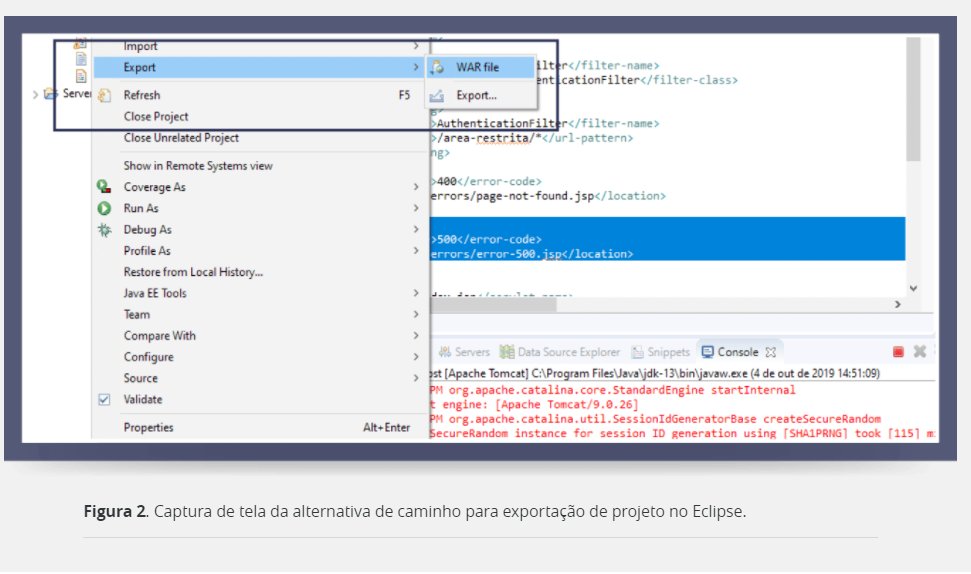 Import
Export
WAR file
Export...
Server
Refresh F5
Close Project
Close Unrelated Project
Show in Remote Systems view
Coverage As
Run As
Debug As
Profile As
Restore from Local History...
Java EE Tools
Team
Compare With
Configure
Source
Validate
Properties Alt+Enter
ilter</filter-name>
enticationFilter</filter-class>
>AuthenticationFilter</filter-name>
>/area-restrita/*</url-pattern>
ng>
>400</error-code>
errors/page-not-found.jsp</location>
>500</error-code>
errors/error-500.jsp</location>
Servers Data Source Explorer Snippets Console
ost [Apache Tomcat] C:\Program Files\Java\jdk-13\bin\javaw.exe (4 de out de 2019 14:51:09)
PM org.apache.catalina.core.StandardEngine startInternal
t engine: [Apache Tomcat/9.0.26]
PM org.apache.catalina.util.SessionIdGeneratorBase createSecureRandom
SecureRandom instance for session ID generation using [SHA1PRNG] took [115] m
Figura 2. Captura de tela da alternativa de caminho para exportação de projeto no Eclipse.